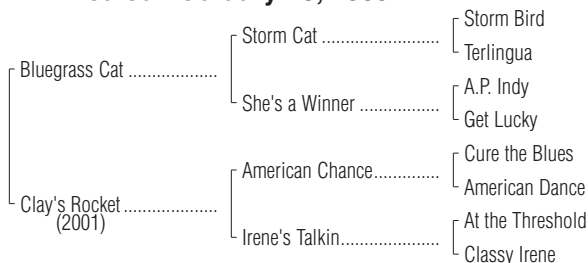 Storm Bird
Storm Cat ........................
Terlingua
Bluegrass Cat ..................
A.P. Indy
She's a Winner .................
Get Lucky
Cure the Blues
American Chance..............
American Dance
Clay's Rocket...................
(2001)
At the Threshold
Irene's Talkin....................
Classy Irene